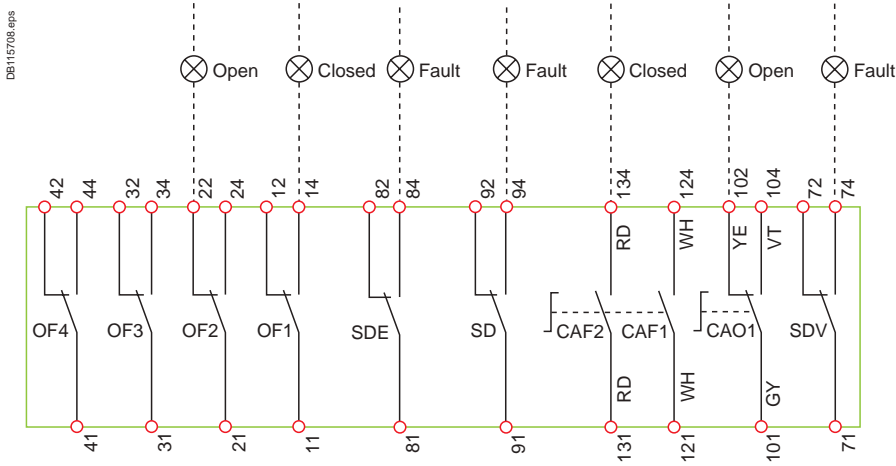 DB115708.eps
Open
Closed
Fault
Fault
Closed
Open
Fault
42
44
32
34
22
24
12
14
82
84
92
94
134
124
102
104
72
74
RD
WH
YE
VT
OF4
OF3
OF2
OF1
SDE
SD
CAF2
CAF1
CAO1
SDV
RD
WH
GY
41
31
21
11
81
91
131
121
101
71